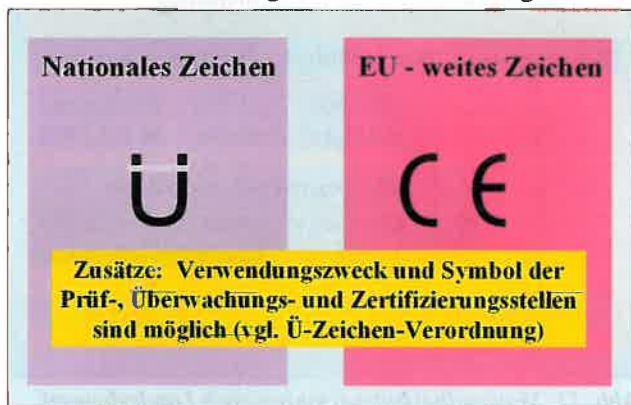 Nationales Zeichen
EU - weites Zeichen
Ü
CE
Zusätze: Verwendungszweck und Symbol der
Prüf-, Überwachungs- und Zertifizierungsstellen
sind möglich (vgl. Ü-Zeichen-Verordnung)